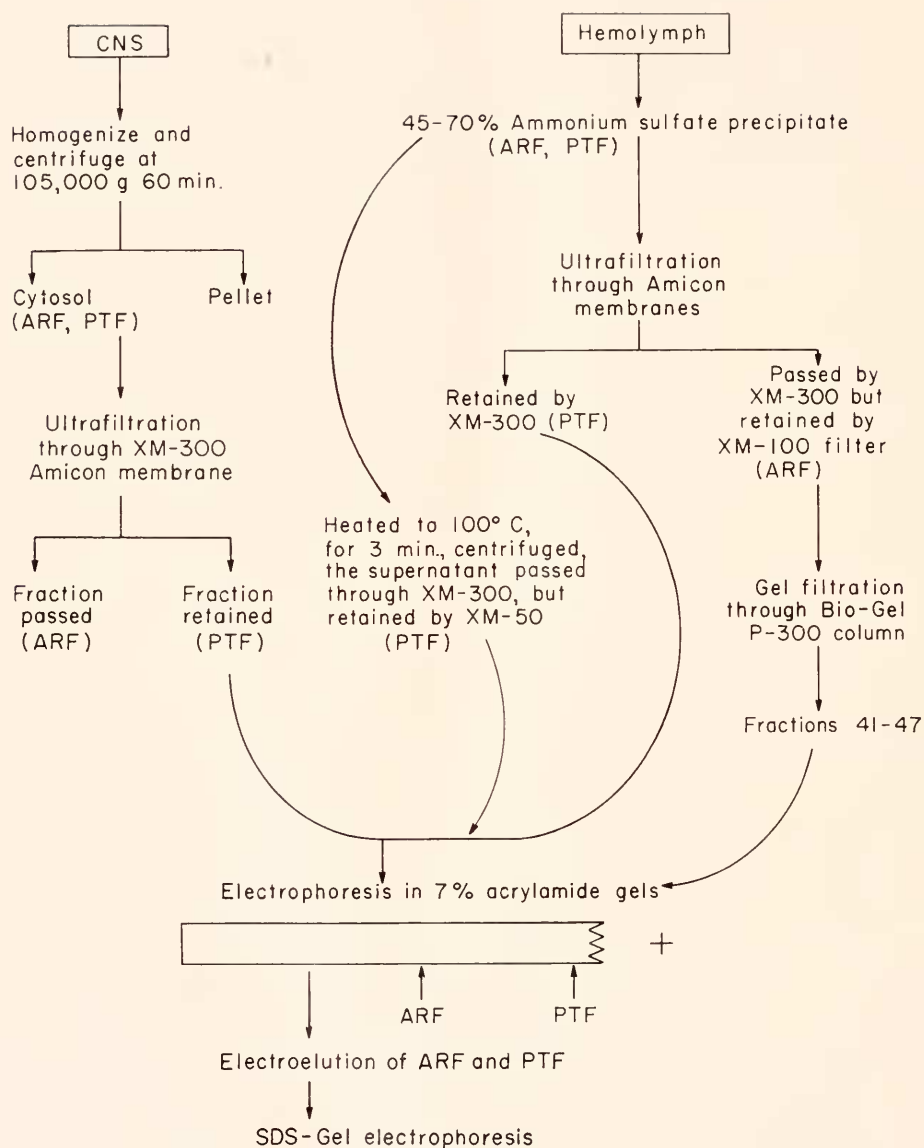 CNS
Homogenize and
centrifuge at
105,000 g 60 min.
Cytosol
(ARF, PTF)
Pellet
Ultrafiltration
through XM-300
Amicon membrane
Fraction
passed
(ARF)
Fraction
retained
(PTF)
Hemolymph
45-70% Ammonium sulfate precipitate
(ARF, PTF)
Ultrafiltration
through Amicon
membranes
Retained by
XM-300 (PTF)
Passed by
XM-300 but
retained by
XM-100 filter
(ARF)
Heated to 100° C,
for 3 min., centrifuged,
the supernatant passed
through XM-300, but
retained by XM-50
(PTF)
Gel filtration
through Bio-Gel
P-300 column
Fractions 41-47
Electrophoresis in 7% acrylamide gels
+
ARF
PTF
Electroelution of ARF and PTF
SDS-Gel electrophoresis